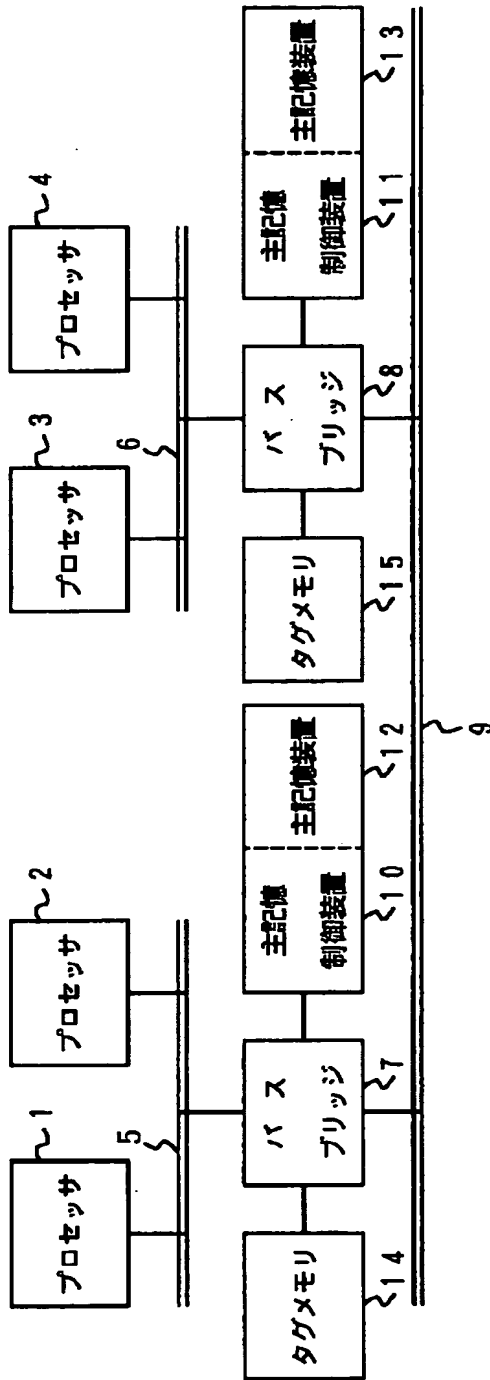 1
プロセッサ
2
プロセッサ
3
プロセッサ
4
プロセッサ
5
6
タグメモリ
14
バス
ブリッジ
7
主記憶
制御装置
10
主記憶装置
12
タグメモリ
15
バス
ブリッジ
8
主記憶
制御装置
11
主記憶装置
13
9